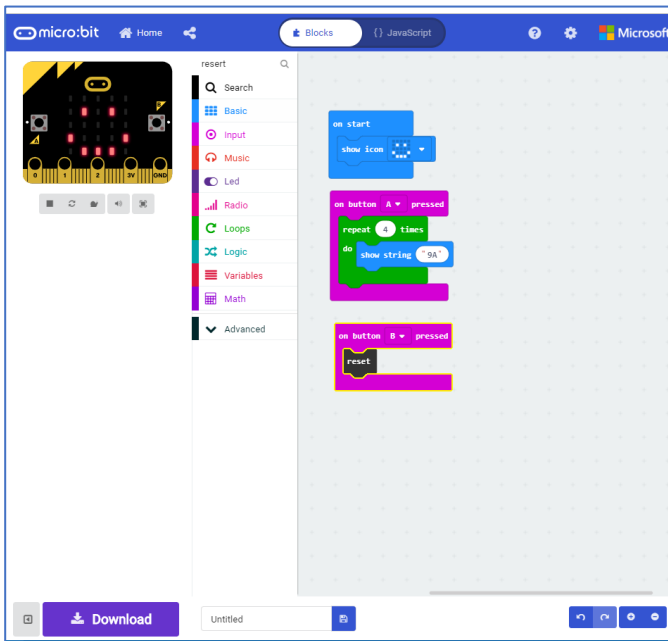 micro:bit Home Blocks {} JavaScript ? Microsoft
resert
Search
Basic
Input
Music
Led
Radio
Loops
Logic
Variables
Math
Advanced
B
A
0 1 2 3V GND
on start
show icon
on button A pressed
repeat 4 times
do show string "9A"
on button B pressed
reset
Download
Untitled